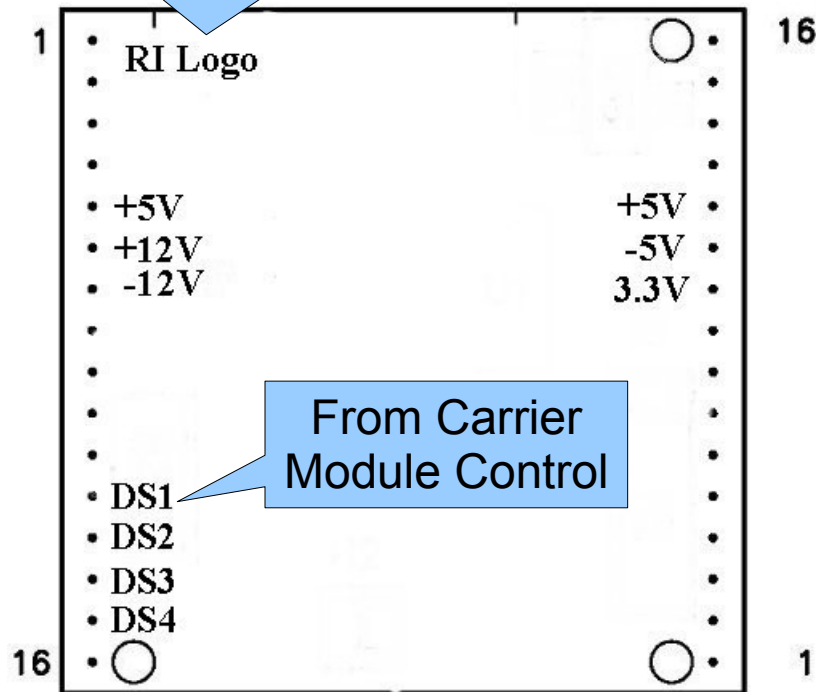 1
16
RI Logo
+5V
+5V
+12V
-5V
-12V
3.3V
From Carrier
Module Control
DS1
DS2
DS3
DS4
16
1